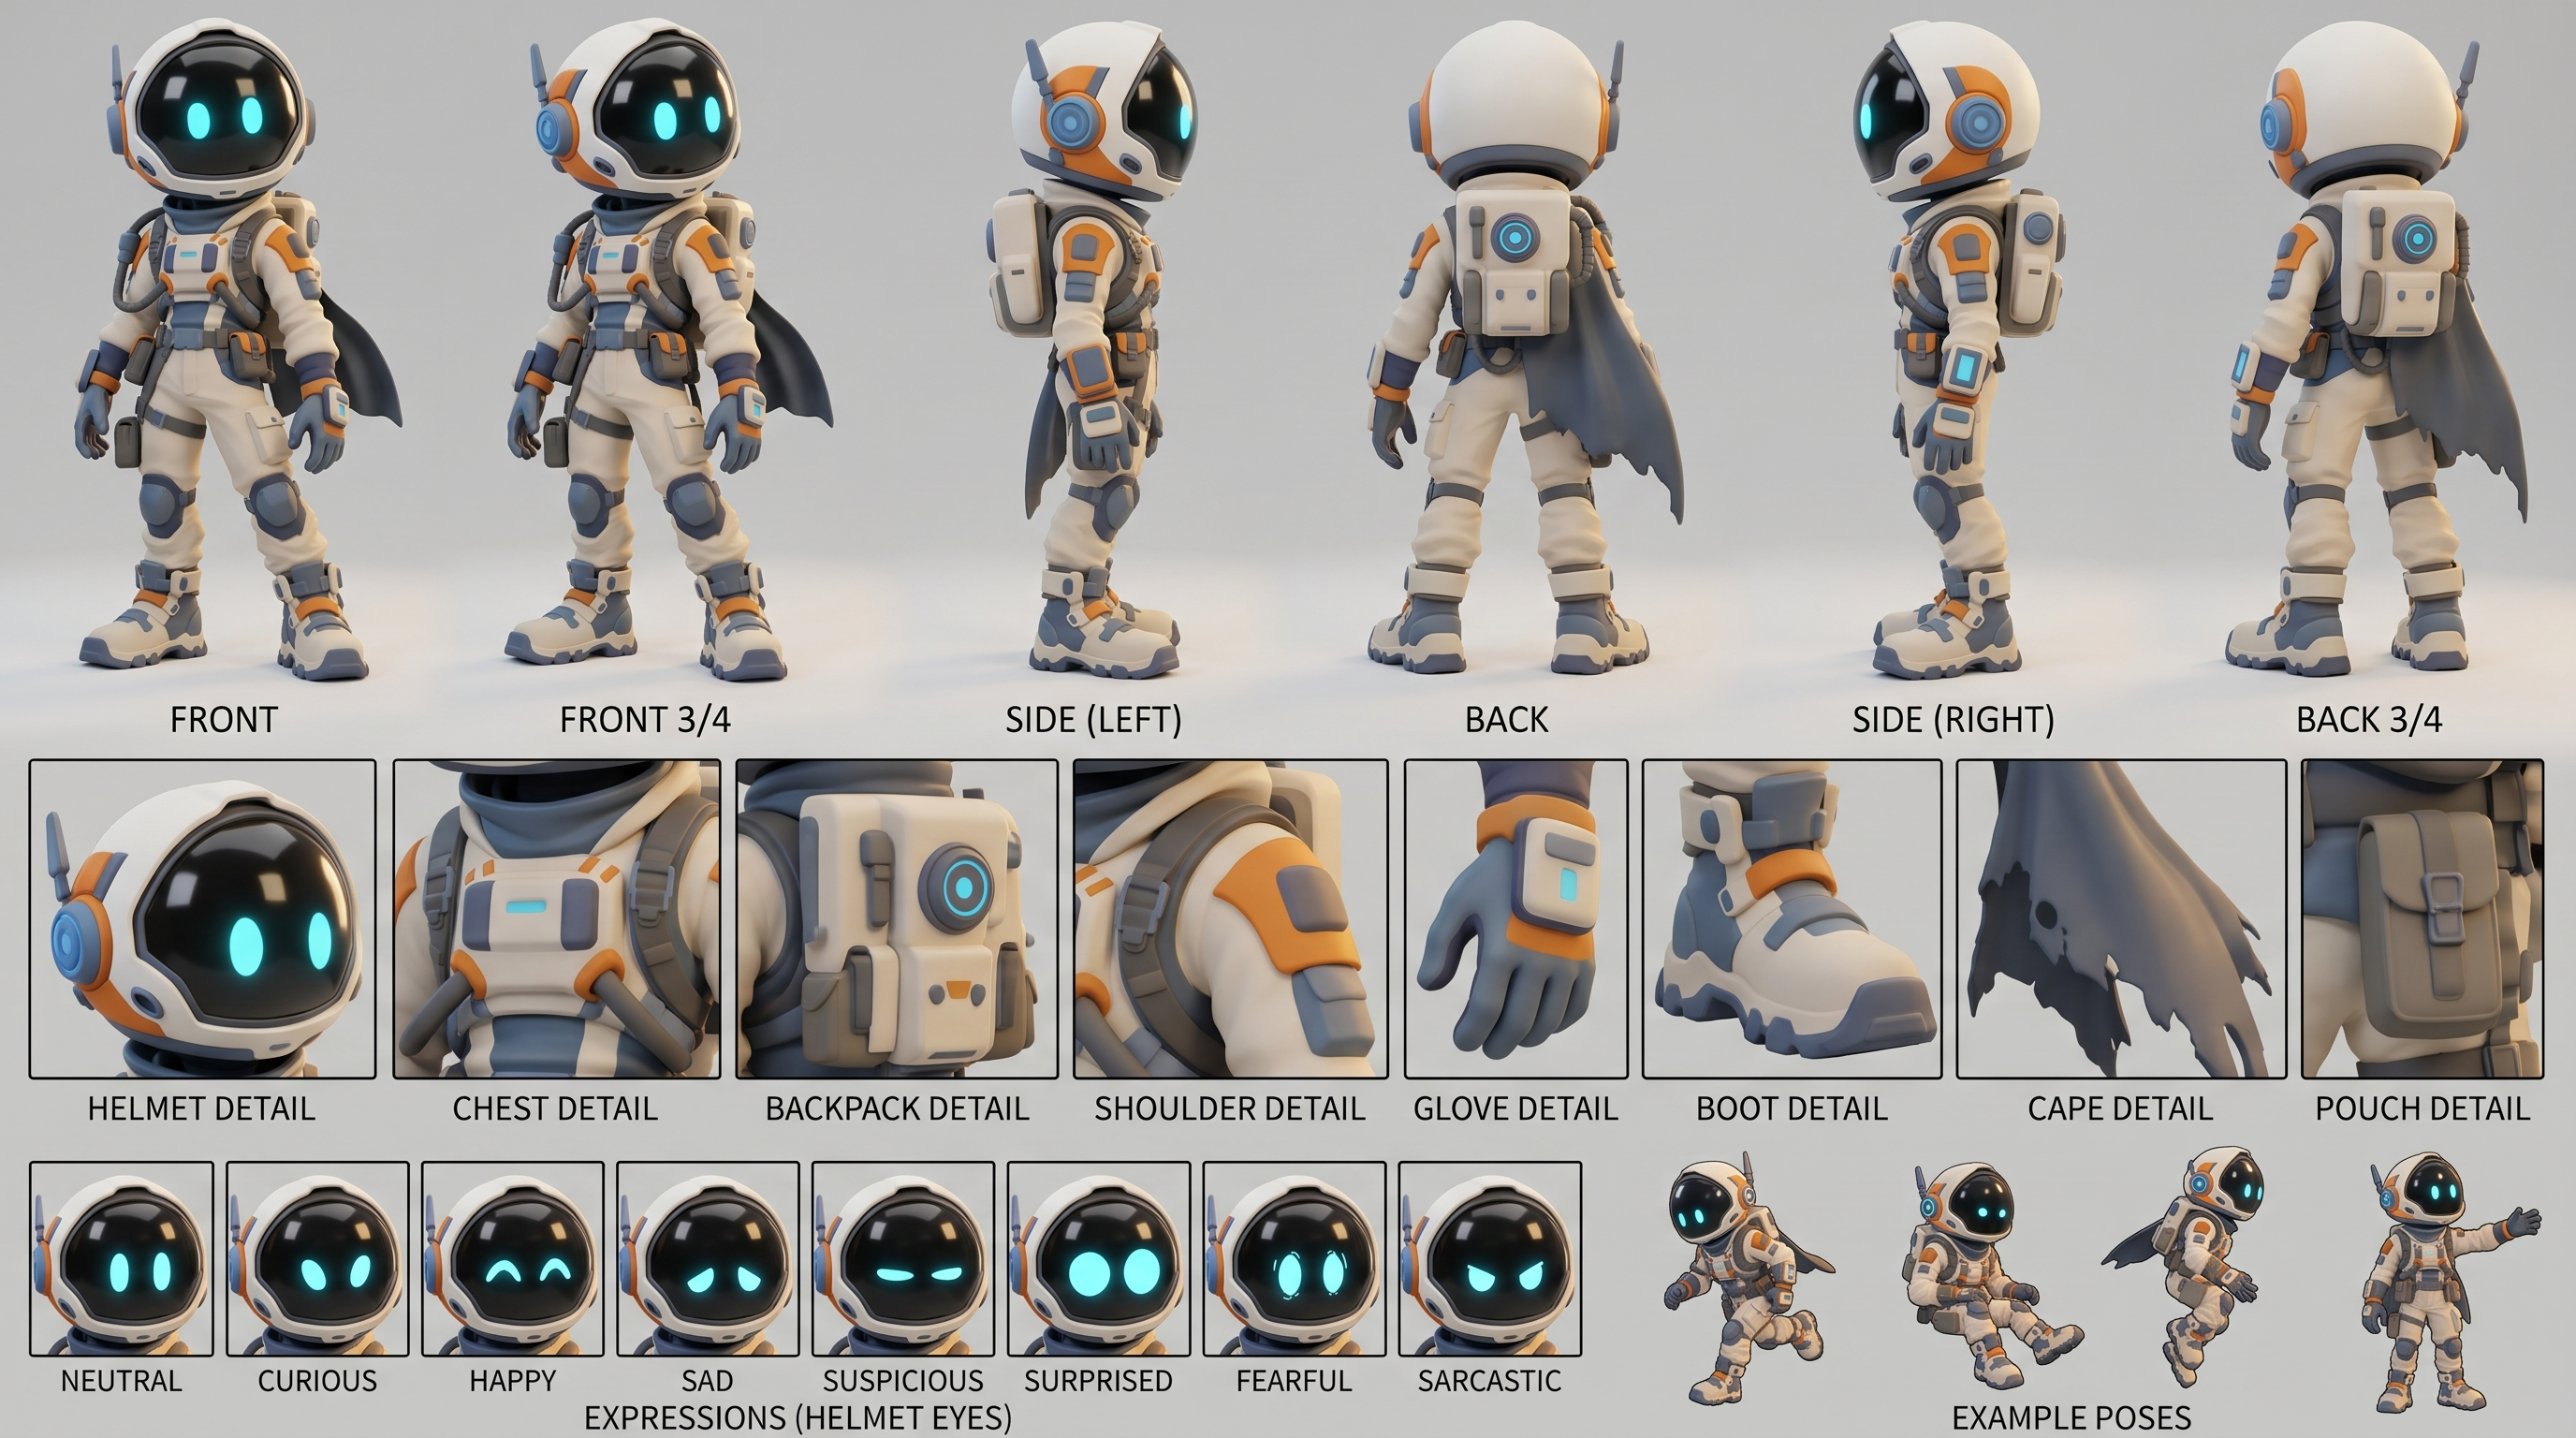 FRONT
FRONT 3/4
SIDE (LEFT)
BACK
SIDE (RIGHT)
BACK 3/4
HELMET DETAIL
CHEST DETAIL
BACKPACK DETAIL
SHOULDER DETAIL
GLOVE DETAIL
BOOT DETAIL
CAPE DETAIL
POUCH DETAIL
NEUTRAL
CURIOUS
HAPPY
SAD
SUSPICIOUS
SURPRISED
FEARFUL
SARCASTIC
EXPRESSIONS (HELMET EYES)
EXAMPLE POSES